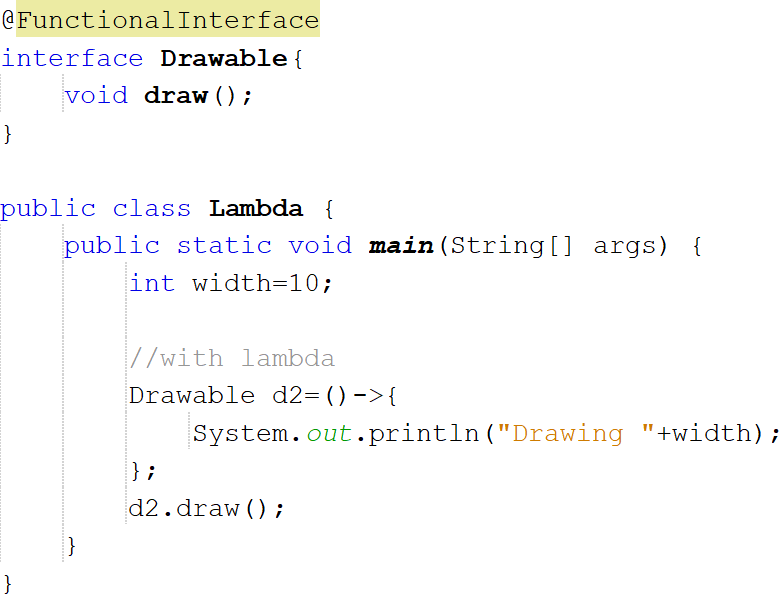 @FunctionalInterface
interface Drawable{
    void draw();
}

public class Lambda {
    public static void main(String[] args) {
        int width=10;

        //with lambda
        Drawable d2=()->{
            System.out.println("Drawing "+width);
        };
        d2.draw();
    }
}